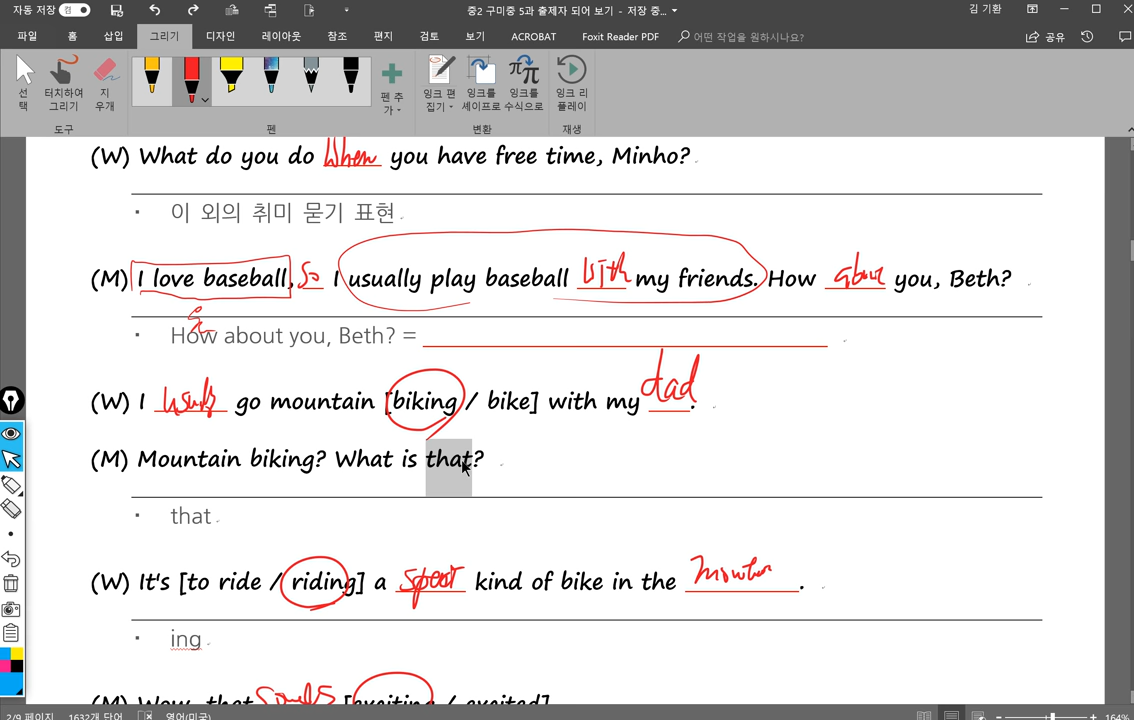 자동 저장 끔 중2 구미중 5과 출제자 되어 보기 - 저장 중... 김 기환
파일 홈 삽입 그리기 디자인 레이아웃 참조 편지 검토 보기 ACROBAT Foxit Reader PDF 어떤 작업을 원하시나요? 공유
선택 터치하여 그리기 지우개 펜 추가 잉크 편집기 잉크를 셰이프로 잉크를 수식으로 잉크 리플레이
도구 펜 변환 재생
(W) What do you do when you have free time, Minho?
· 이 외의 취미 묻기 표현
(M) I love baseball, so I usually play baseball with my friends. How about you, Beth?
· How about you, Beth? =
(W) I usually go mountain [biking / bike] with my dad.
(M) Mountain biking? What is that?
· that
(W) It's [to ride / riding] a kind of bike in the .
· ing
(M) Wow, that sounds [exciting / excited]
2/9 페이지 1632개 단어 영어(미국) 164%